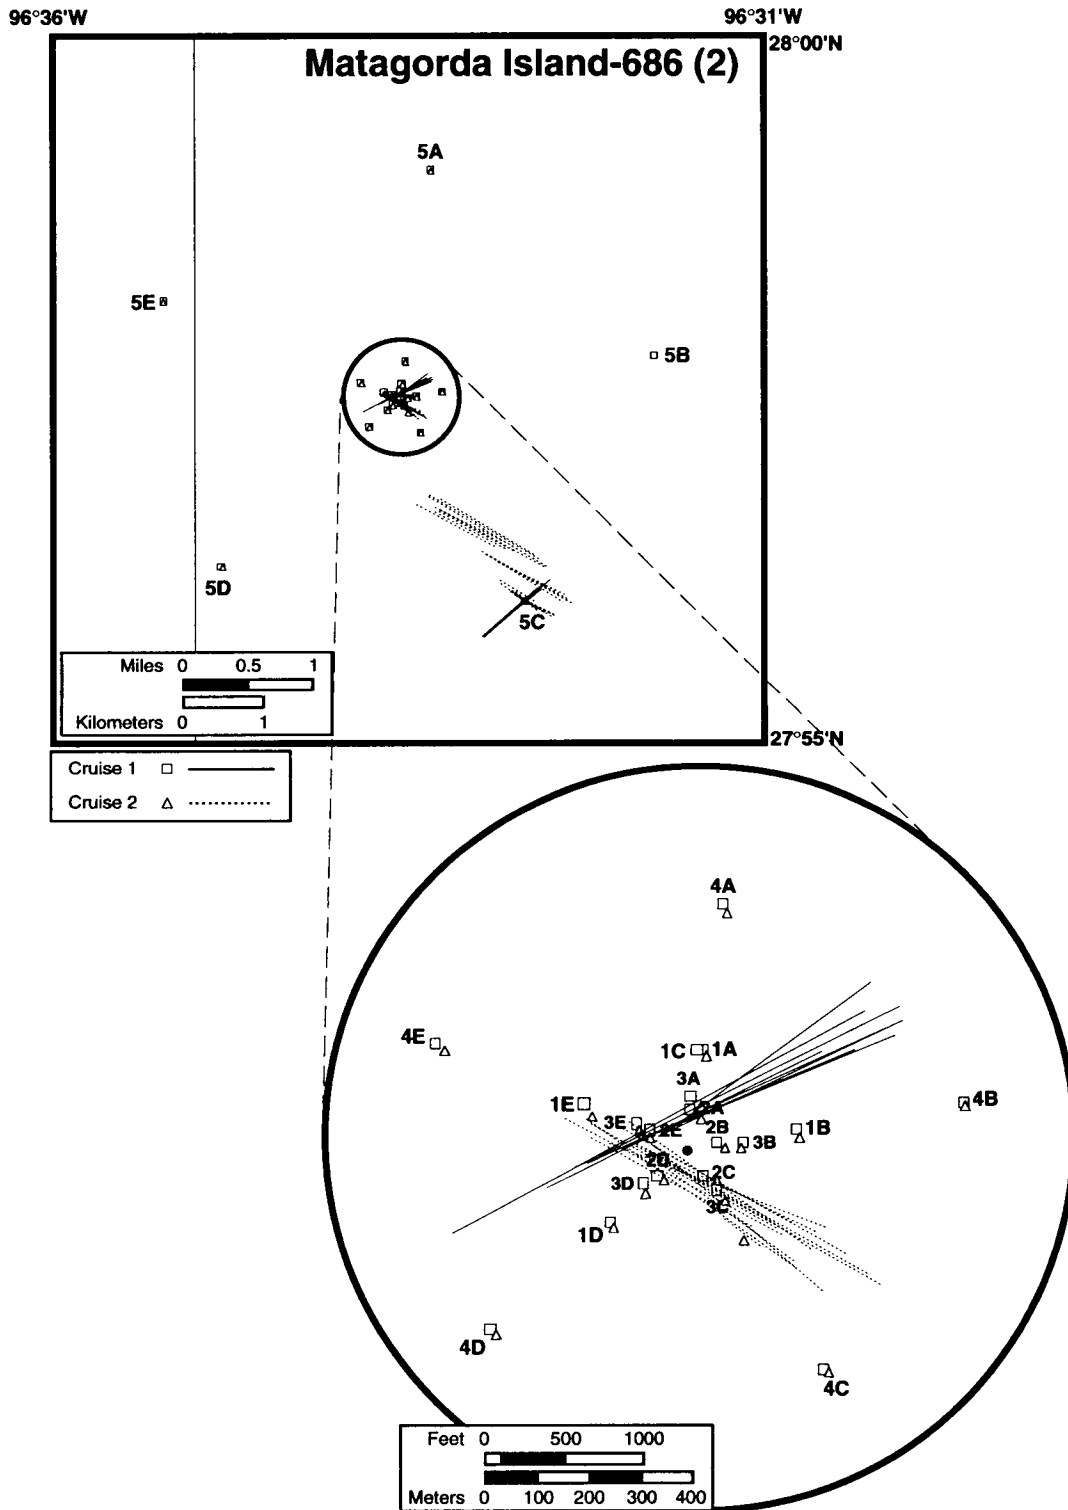 96°36'W
96°31'W
28°00'N
Matagorda Island-686 (2)
5A
5E
5B
5D
5C
Miles 0 0.5 1
Kilometers 0 1
27°55'N
Cruise 1
Cruise 2
4A
4E
1C
1A
3A
4B
1E
2A
3E
2B
1B
2E
3B
2D
2C
3D
3C
1D
4D
4C
Feet 0 500 1000
Meters 0 100 200 300 400